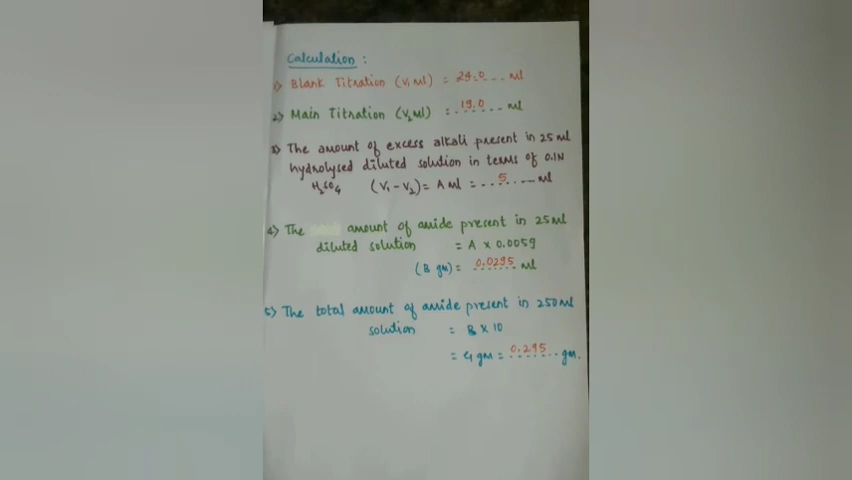 Calculation :
1) Blank Titration (V₁ ml) = 24.0 ml
2) Main Titration (V₂ ml) = 19.0 ml
3) The amount of excess alkali present in 25 ml
hydrolysed diluted solution in terms of 0.1N
H₂SO₄ (V₁ - V₂) = A ml = 5 ml
4) The amount of amide present in 25 ml
diluted solution = A x 0.0059
(B gm) = 0.0295 ml
5) The total amount of amide present in 250 ml
solution = B x 10
= G gm = 0.295 gm.